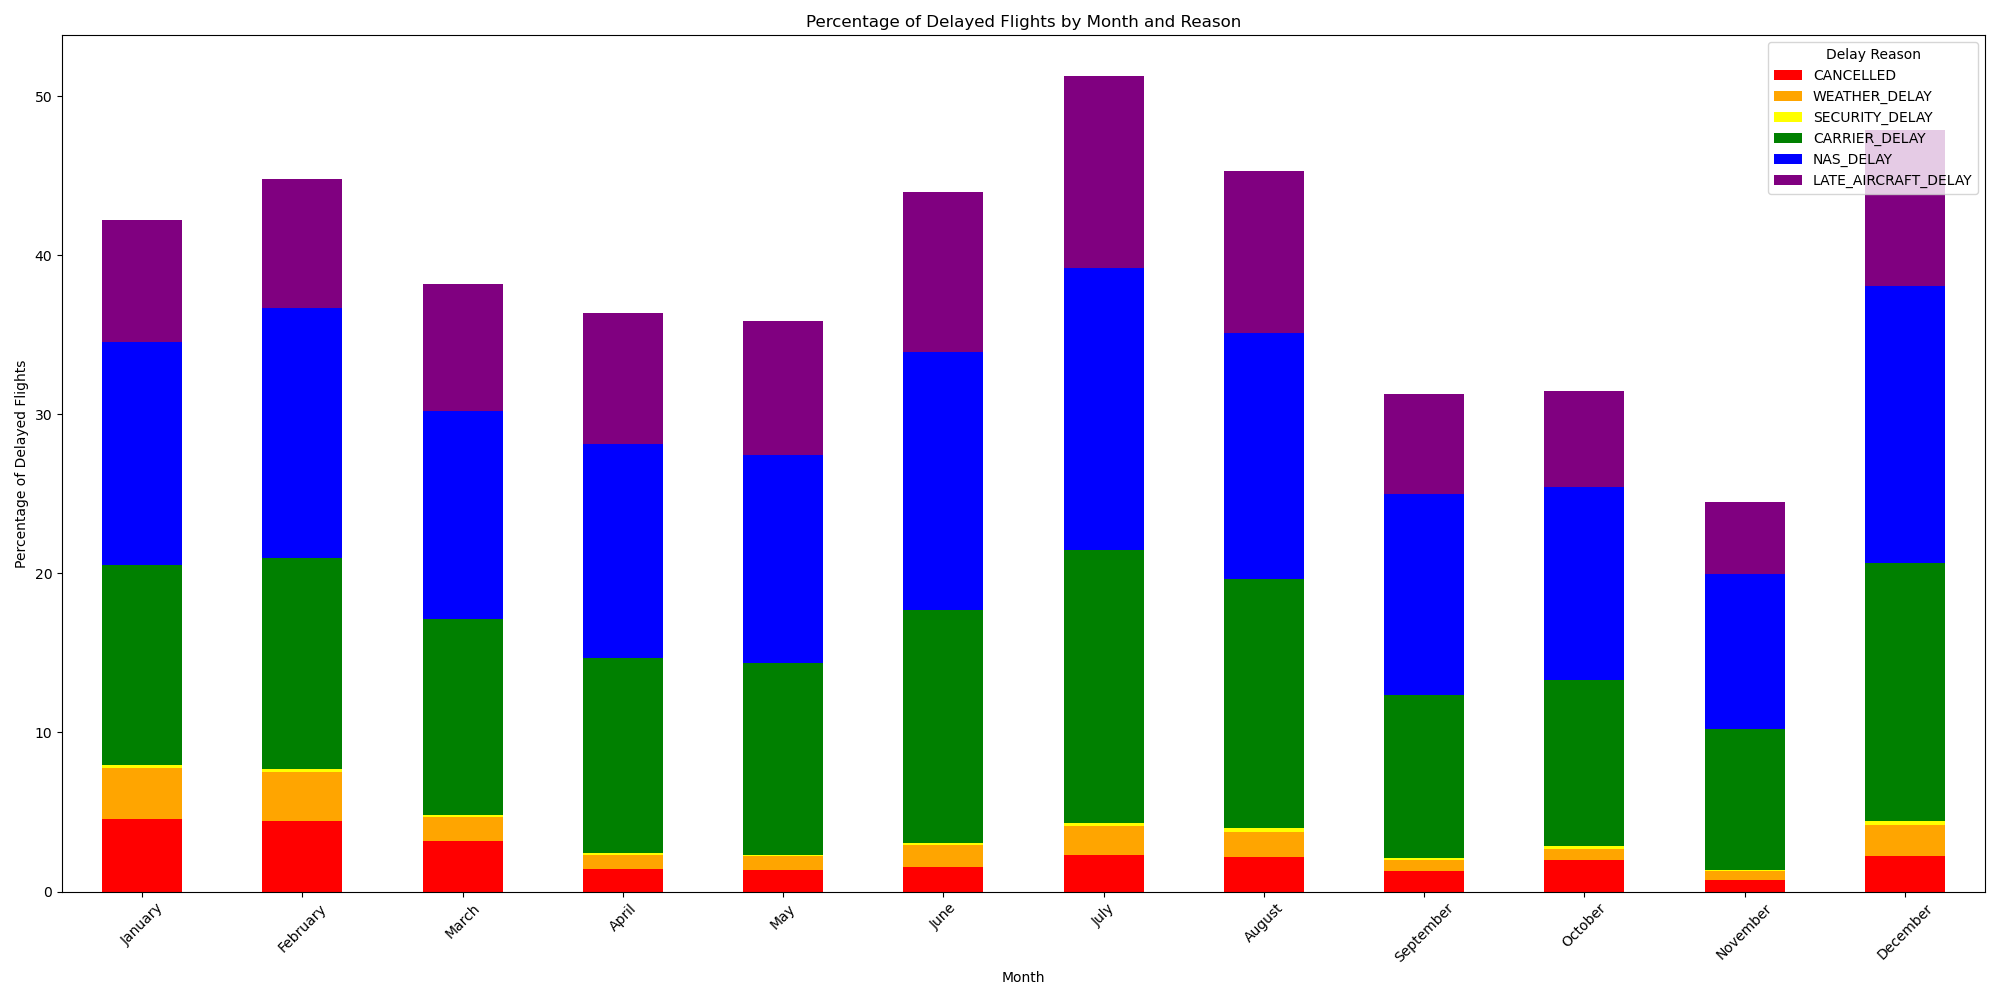 Percentage of Delayed Flights by Month and Reason
Delay Reason
CANCELLED
WEATHER_DELAY
SECURITY_DELAY
CARRIER_DELAY
NAS_DELAY
LATE_AIRCRAFT_DELAY
Percentage of Delayed Flights
50
40
30
20
10
0
January
February
March
April
May
June
July
August
September
October
November
December
Month